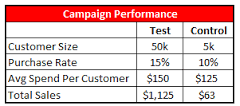 Campaign Performance
Test Control
Customer Size 50k 5k
Purchase Rate 15% 10%
Avg Spend Per Customer $150 $125
Total Sales $1,125 $63